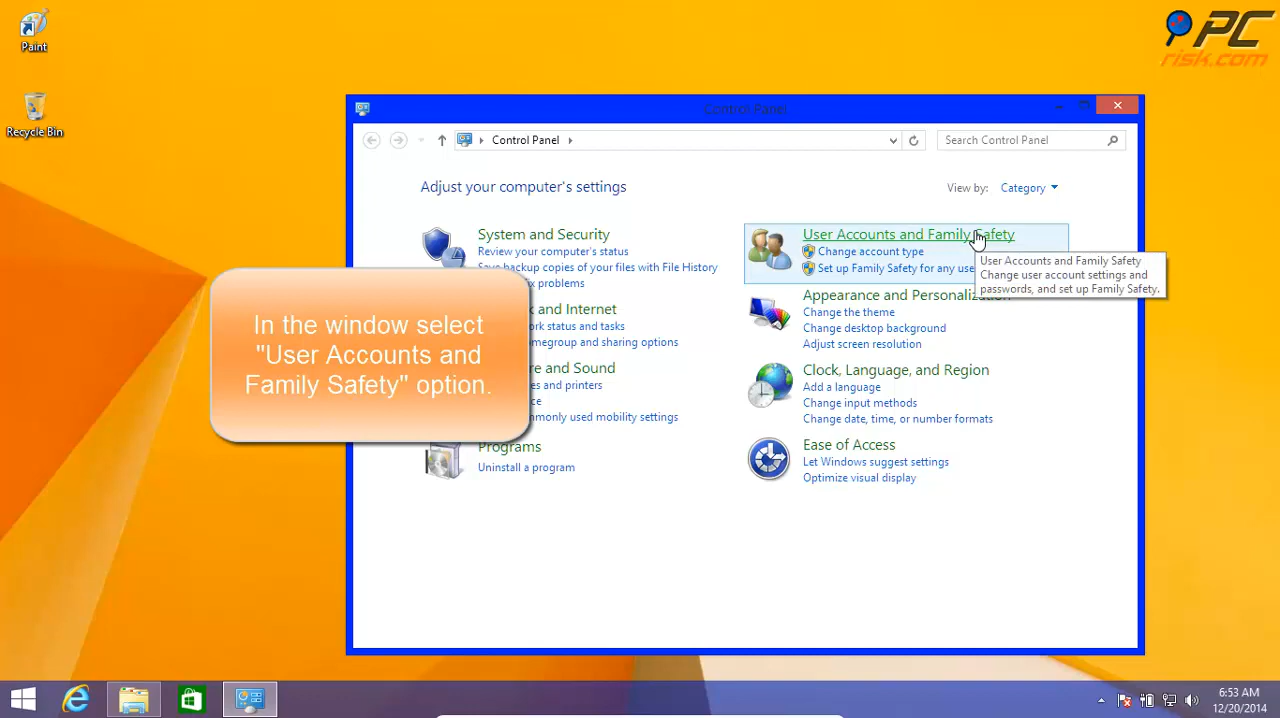 Paint
Recycle Bin
PC
risk.com
Control Panel
Control Panel
Search Control Panel
Adjust your computer's settings
View by: Category
System and Security
Review your computer's status
Save backup copies of your files with File History
fix problems
and Internet
work status and tasks
megroup and sharing options
re and Sound
es and printers
ce
mmonly used mobility settings
Programs
Uninstall a program
User Accounts and Family Safety
Change account type
Set up Family Safety for any use
User Accounts and Family Safety
Change user account settings and
passwords, and set up Family Safety.
Appearance and Personalization
Change the theme
Change desktop background
Adjust screen resolution
Clock, Language, and Region
Add a language
Change input methods
Change date, time, or number formats
Ease of Access
Let Windows suggest settings
Optimize visual display
In the window select
"User Accounts and
Family Safety" option.
6:53 AM
12/20/2014